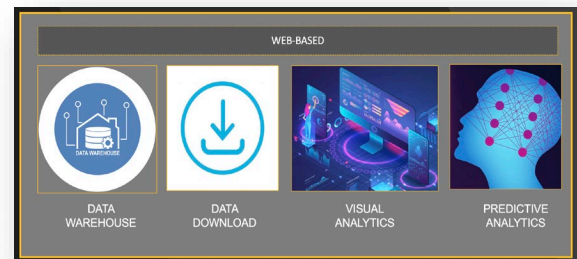 WEB-BASED
DATA WAREHOUSE
DATA
WAREHOUSE
DATA
DOWNLOAD
VISUAL
ANALYTICS
PREDICTIVE
ANALYTICS